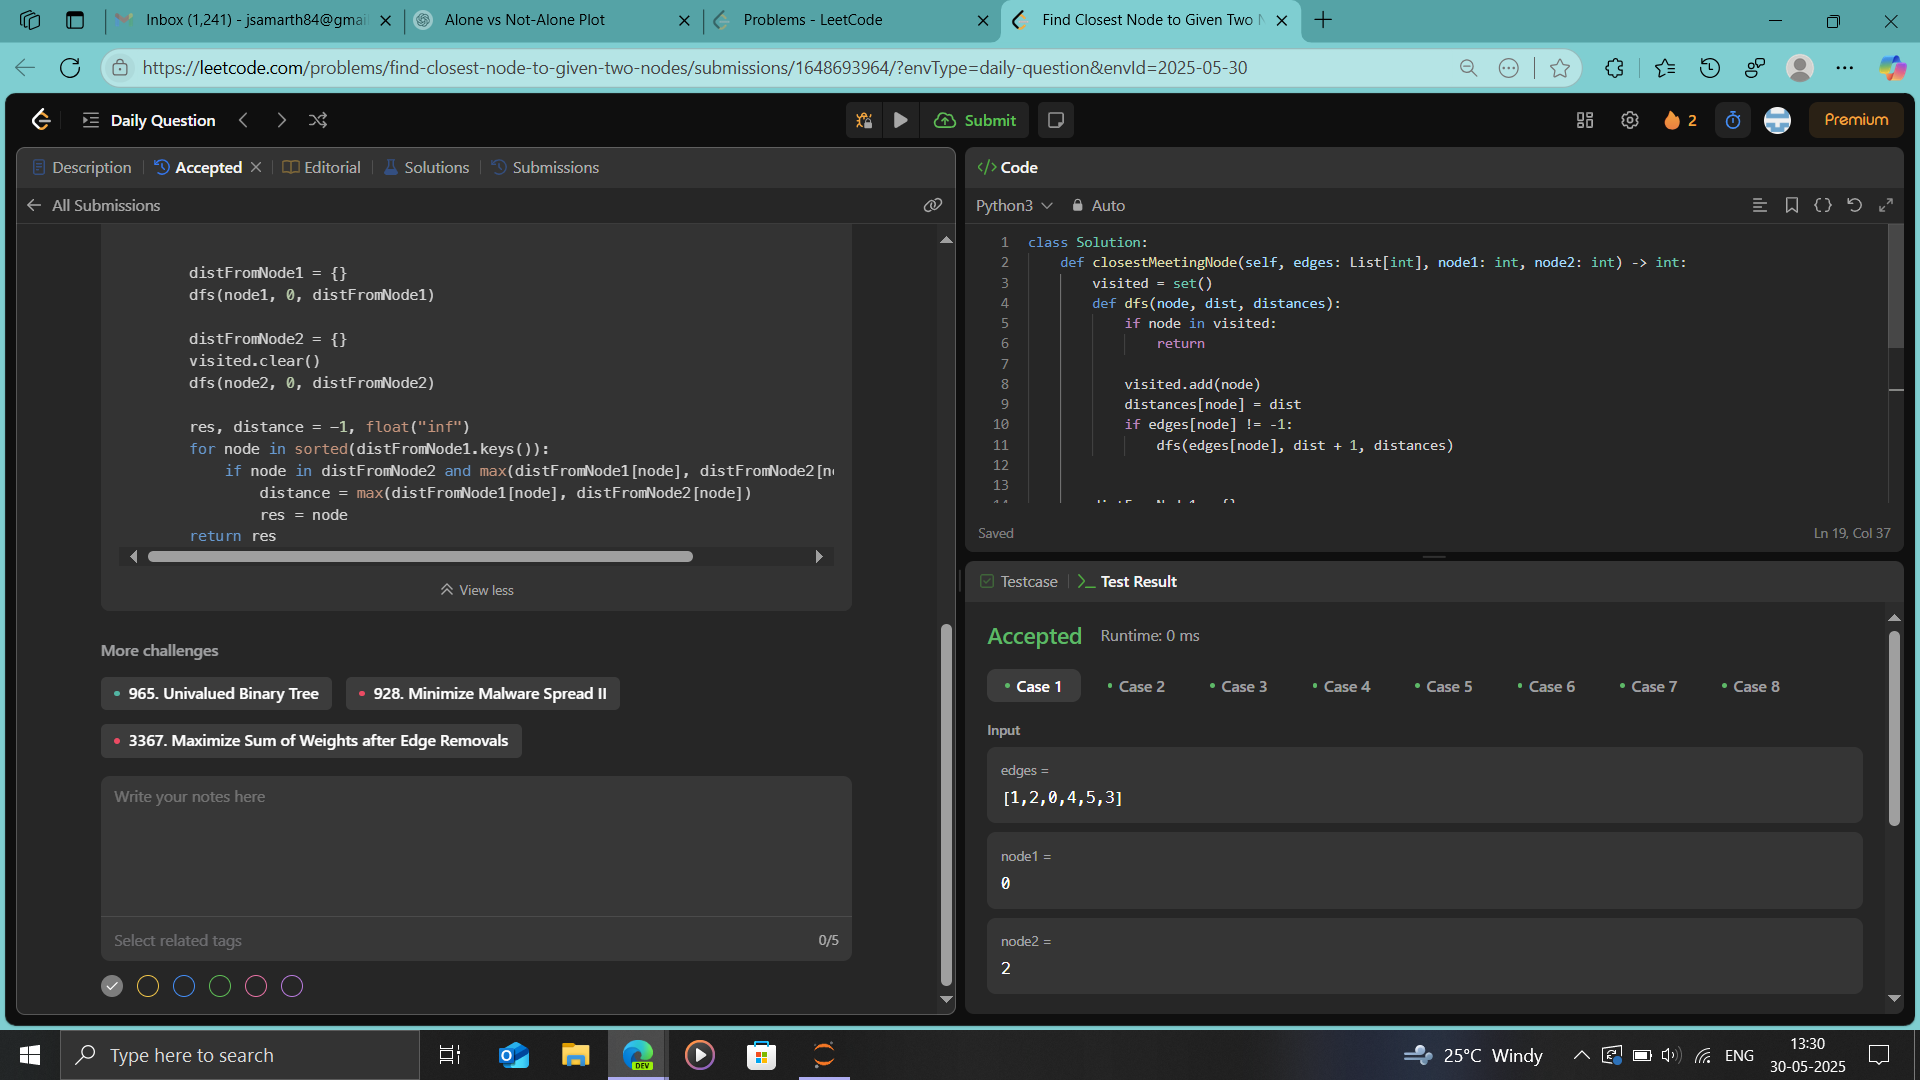 Inbox (1,241) - jsamarth84@gmai
Alone vs Not-Alone Plot
Problems - LeetCode
Find Closest Node to Given Two N
https://leetcode.com/problems/find-closest-node-to-given-two-nodes/submissions/1648693964/?envType=daily-question&envId=2025-05-30
Daily Question
Submit
2
Premium
Description
Accepted
Editorial
Solutions
Submissions
All Submissions
distFromNode1 = {}
dfs(node1, 0, distFromNode1)
distFromNode2 = {}
visited.clear()
dfs(node2, 0, distFromNode2)
res, distance = -1, float("inf")
for node in sorted(distFromNode1.keys()):
if node in distFromNode2 and max(distFromNode1[node], distFromNode2[n
distance = max(distFromNode1[node], distFromNode2[node])
res = node
return res
View less
More challenges
965. Univalued Binary Tree
928. Minimize Malware Spread II
3367. Maximize Sum of Weights after Edge Removals
Write your notes here
Select related tags
0/5
Code
Python3
Auto
1 class Solution:
2 def closestMeetingNode(self, edges: List[int], node1: int, node2: int) -> int:
3 visited = set()
4 def dfs(node, dist, distances):
5 if node in visited:
6 return
7
8 visited.add(node)
9 distances[node] = dist
10 if edges[node] != -1:
11 dfs(edges[node], dist + 1, distances)
12
13
Saved
Ln 19, Col 37
Testcase
Test Result
Accepted
Runtime: 0 ms
Case 1
Case 2
Case 3
Case 4
Case 5
Case 6
Case 7
Case 8
Input
edges =
[1,2,0,4,5,3]
node1 =
0
node2 =
2
Type here to search
DEV
25°C Windy
ENG
13:30
30-05-2025